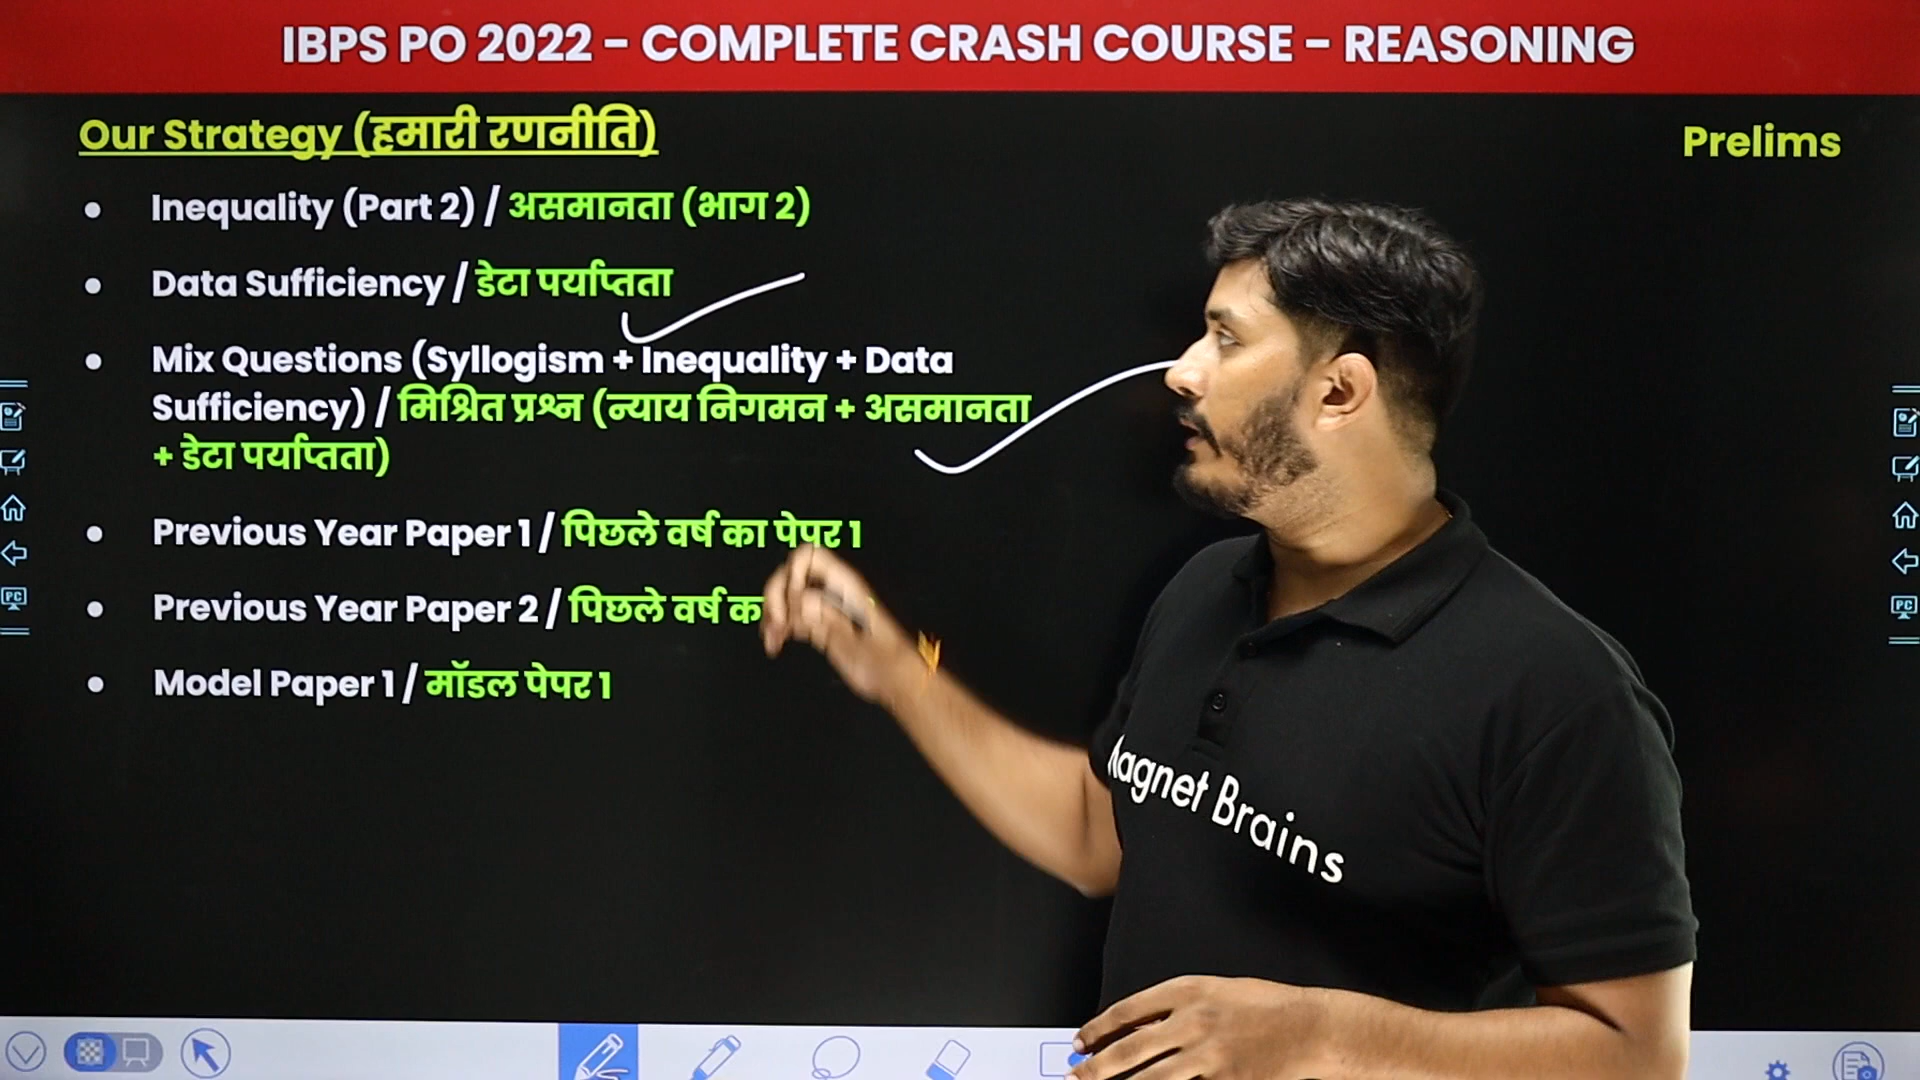 IBPS PO 2022 - COMPLETE CRASH COURSE - REASONING
Our Strategy (हमारी रणनीति)
Prelims
Inequality (Part 2) / असमानता (भाग 2)
Data Sufficiency / डेटा पर्याप्तता
Mix Questions (Syllogism + Inequality + Data
Sufficiency) / मिश्रित प्रश्न (न्याय निगमन + असमानता
+ डेटा पर्याप्तता)
Previous Year Paper 1 / पिछले वर्ष का पेपर 1
Previous Year Paper 2 / पिछले वर्ष
Model Paper 1 / मॉडल पेपर 1
Magnet Brains
PC
PC